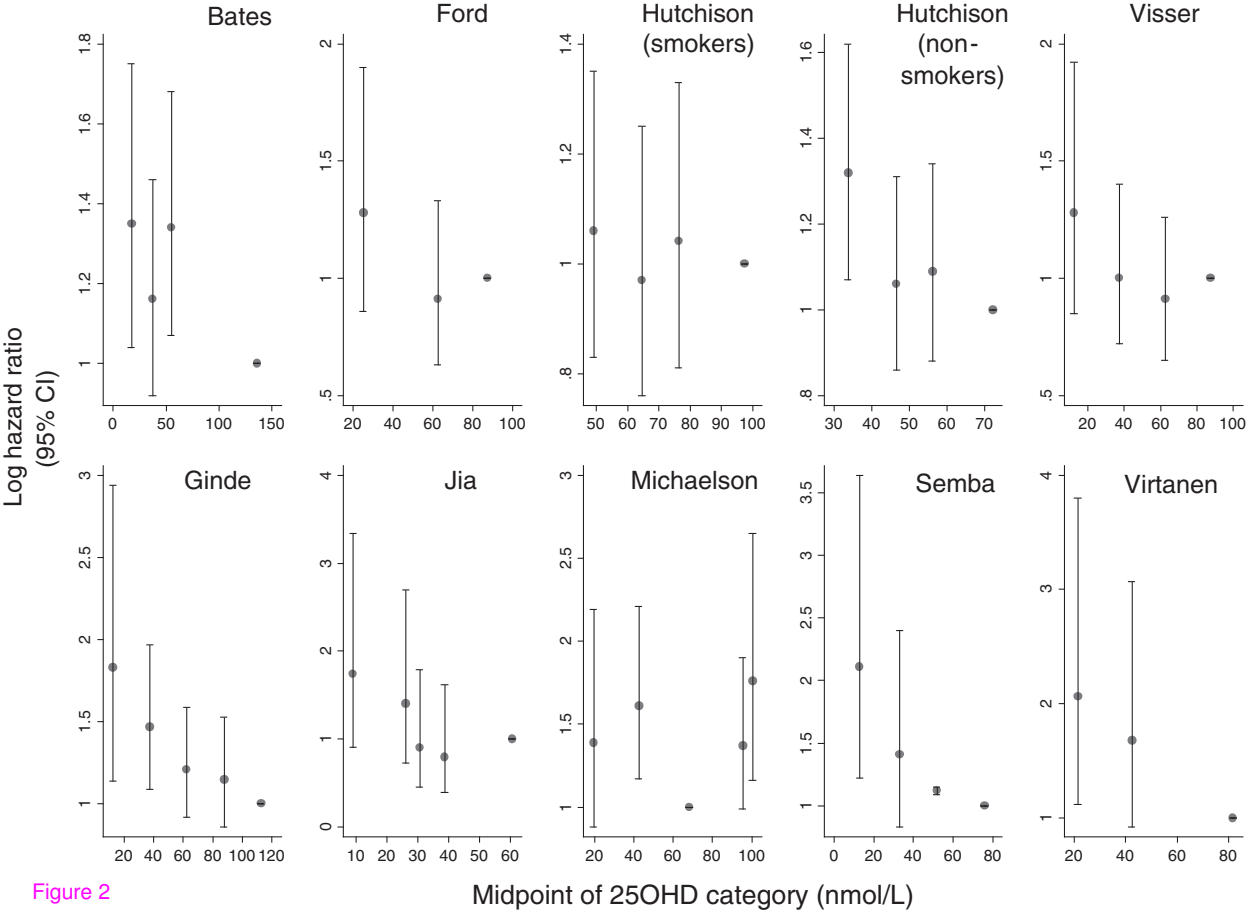 Bates
Ford
Hutchison
(smokers)
Hutchison
(non-
smokers)
Visser
1 1.2 1.4 1.6 1.8
0 50 100 150
.5 1 1.5 2
20 40 60 80 100
.8 1 1.2 1.4
50 60 70 80 90 100
.8 1 1.2 1.4 1.6
30 40 50 60 70
.5 1 1.5 2
20 40 60 80 100
Log hazard ratio
(95% CI)
Ginde
Jia
Michaelson
Semba
Virtanen
1 1.5 2 2.5 3
20 40 60 80 100 120
0 1 2 3 4
10 20 30 40 50 60
1 1.5 2 2.5 3
20 40 60 80 100
1 1.5 2 2.5 3 3.5
0 20 40 60 80
1 2 3 4
20 40 60 80
Figure 2
Midpoint of 25OHD category (nmol/L)